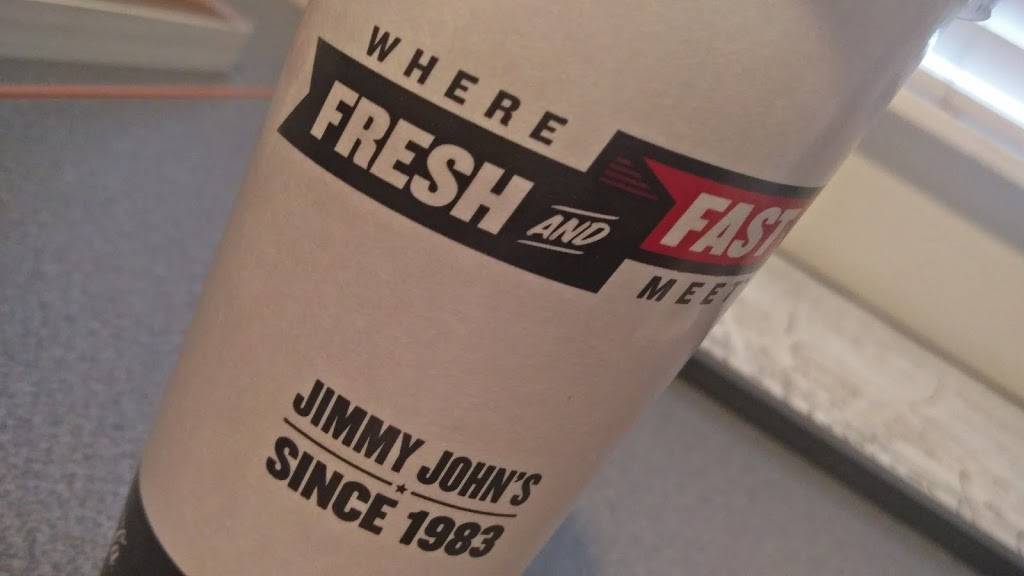 WHERE
FRESH AND FAST
MEET
JIMMY JOHN'S
SINCE 1983